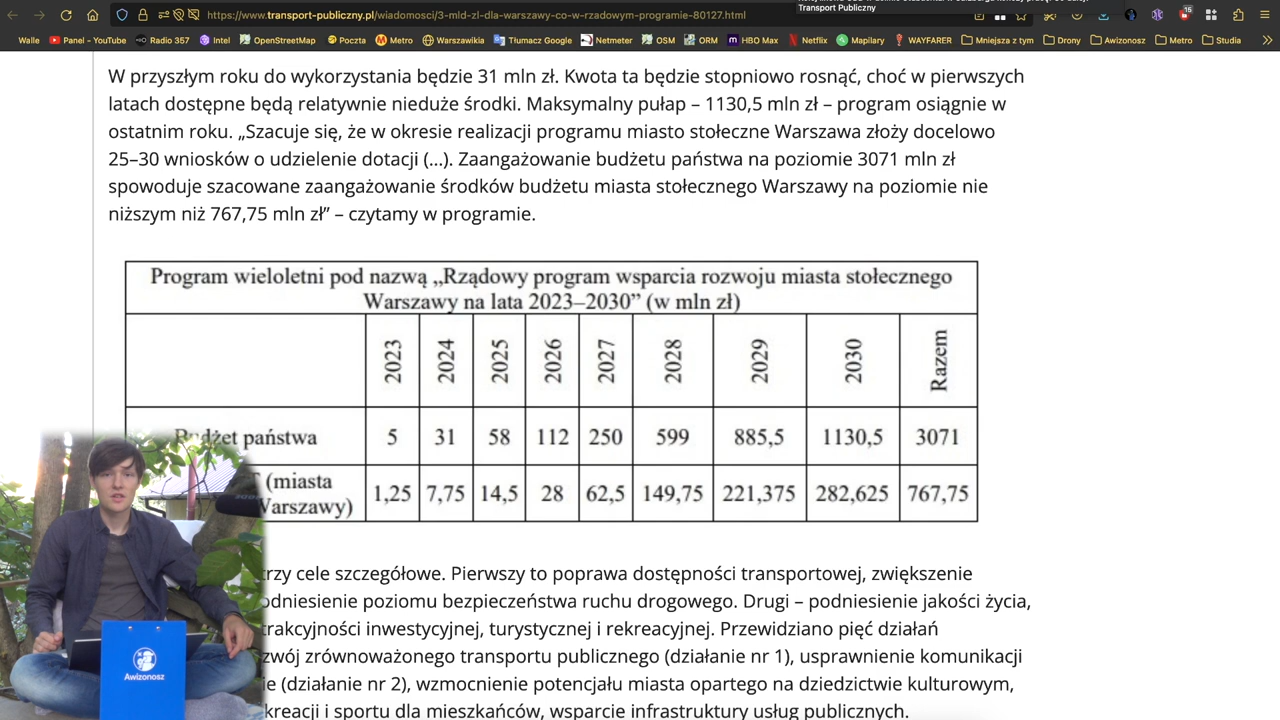 Transport Publiczny
https://www.transport-publiczny.pl/wiadomosci/3-mld-zl-dla-warszawy-co-w-rzadowym-programie-80127.html
15
Walle Panel - YouTube Radio 357 Intel OpenStreetMap Poczta Metro Warszawikia Tłumacz Google Netmeter OSM ORM HBO Max Netflix Mapilary WAYFARER Mniejsza z tym Drony Awizonosz Metro Studia
W przyszłym roku do wykorzystania będzie 31 mln zł. Kwota ta będzie stopniowo rosnąć, choć w pierwszych
latach dostępne będą relatywnie nieduże środki. Maksymalny pułap – 1130,5 mln zł – program osiągnie w
ostatnim roku. „Szacuje się, że w okresie realizacji programu miasto stołeczne Warszawa złoży docelowo
25–30 wniosków o udzielenie dotacji (...). Zaangażowanie budżetu państwa na poziomie 3071 mln zł
spowoduje szacowane zaangażowanie środków budżetu miasta stołecznego Warszawy na poziomie nie
niższym niż 767,75 mln zł” – czytamy w programie.
Program wieloletni pod nazwą „Rządowy program wsparcia rozwoju miasta stołecznego
Warszawy na lata 2023–2030” (w mln zł)
2023 2024 2025 2026 2027 2028 2029 2030 Razem
Budżet państwa 5 31 58 112 250 599 885,5 1130,5 3071
(miasta
Warszawy) 1,25 7,75 14,5 28 62,5 149,75 221,375 282,625 767,75
trzy cele szczegółowe. Pierwszy to poprawa dostępności transportowej, zwiększenie
odniesienie poziomu bezpieczeństwa ruchu drogowego. Drugi – podniesienie jakości życia,
trakcyjności inwestycyjnej, turystycznej i rekreacyjnej. Przewidziano pięć działań
zwój zrównoważonego transportu publicznego (działanie nr 1), usprawnienie komunikacji
ie (działanie nr 2), wzmocnienie potencjału miasta opartego na dziedzictwie kulturowym,
kreacji i sportu dla mieszkańców, wsparcie infrastruktury usług publicznych.
Awizonosz